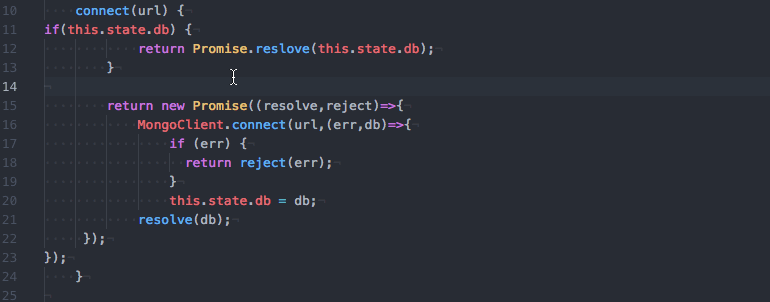 10 connect(url) {
11 if(this.state.db) {
12 return Promise.reslove(this.state.db);
13 }
14
15 return new Promise((resolve,reject)=>{
16 MongoClient.connect(url,(err,db)=>{
17 if (err) {
18 return reject(err);
19 }
20 this.state.db = db;
21 resolve(db);
22 });
23 });
24 }
25